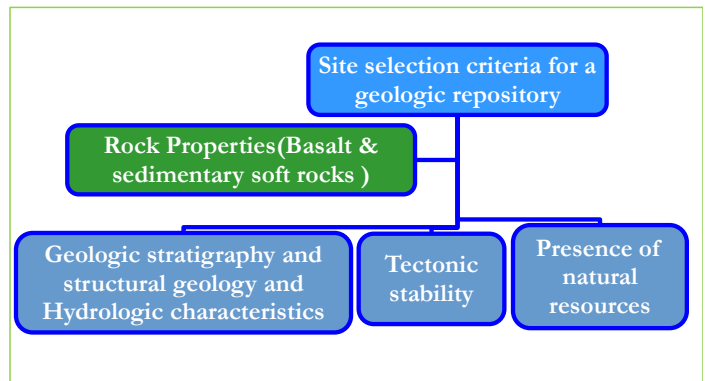 Site selection criteria for a
geologic repository
Rock Properties(Basalt &
sedimentary soft rocks )
Geologic stratigraphy and
structural geology and
Hydrologic characteristics
Tectonic
stability
Presence of
natural
resources